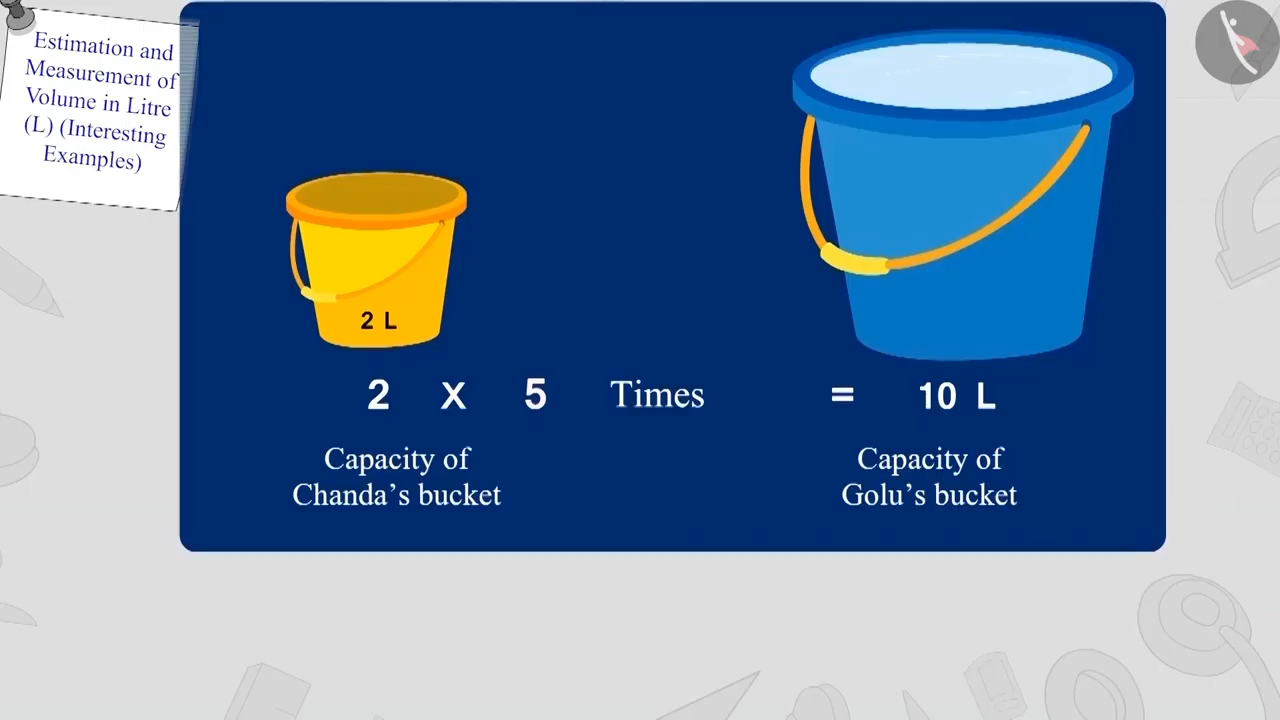 Estimation and
Measurement of
Volume in Litre
(L) (Interesting
Examples)
2 L
2 X 5 Times = 10 L
Capacity of
Chanda's bucket
Capacity of
Golu's bucket